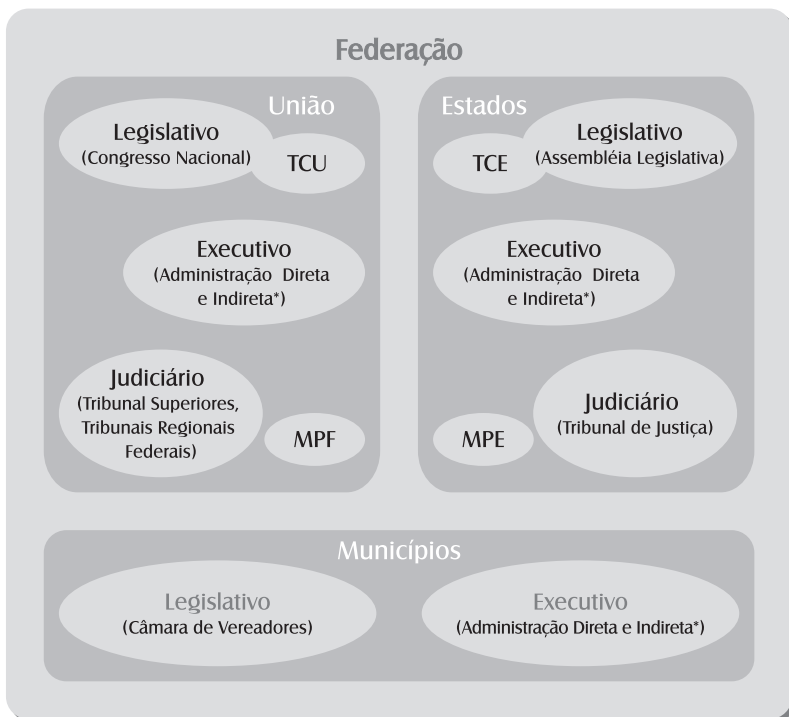 Federação
União
Legislativo
(Congresso Nacional)
TCU
Executivo
(Administração Direta
e Indireta*)
Judiciário
(Tribunal Superiores,
Tribunais Regionais
Federais)
MPF
Estados
TCE
Legislativo
(Assembléia Legislativa)
Executivo
(Administração Direta
e Indireta*)
MPE
Judiciário
(Tribunal de Justiça)
Municípios
Legislativo
(Câmara de Vereadores)
Executivo
(Administração Direta e Indireta*)